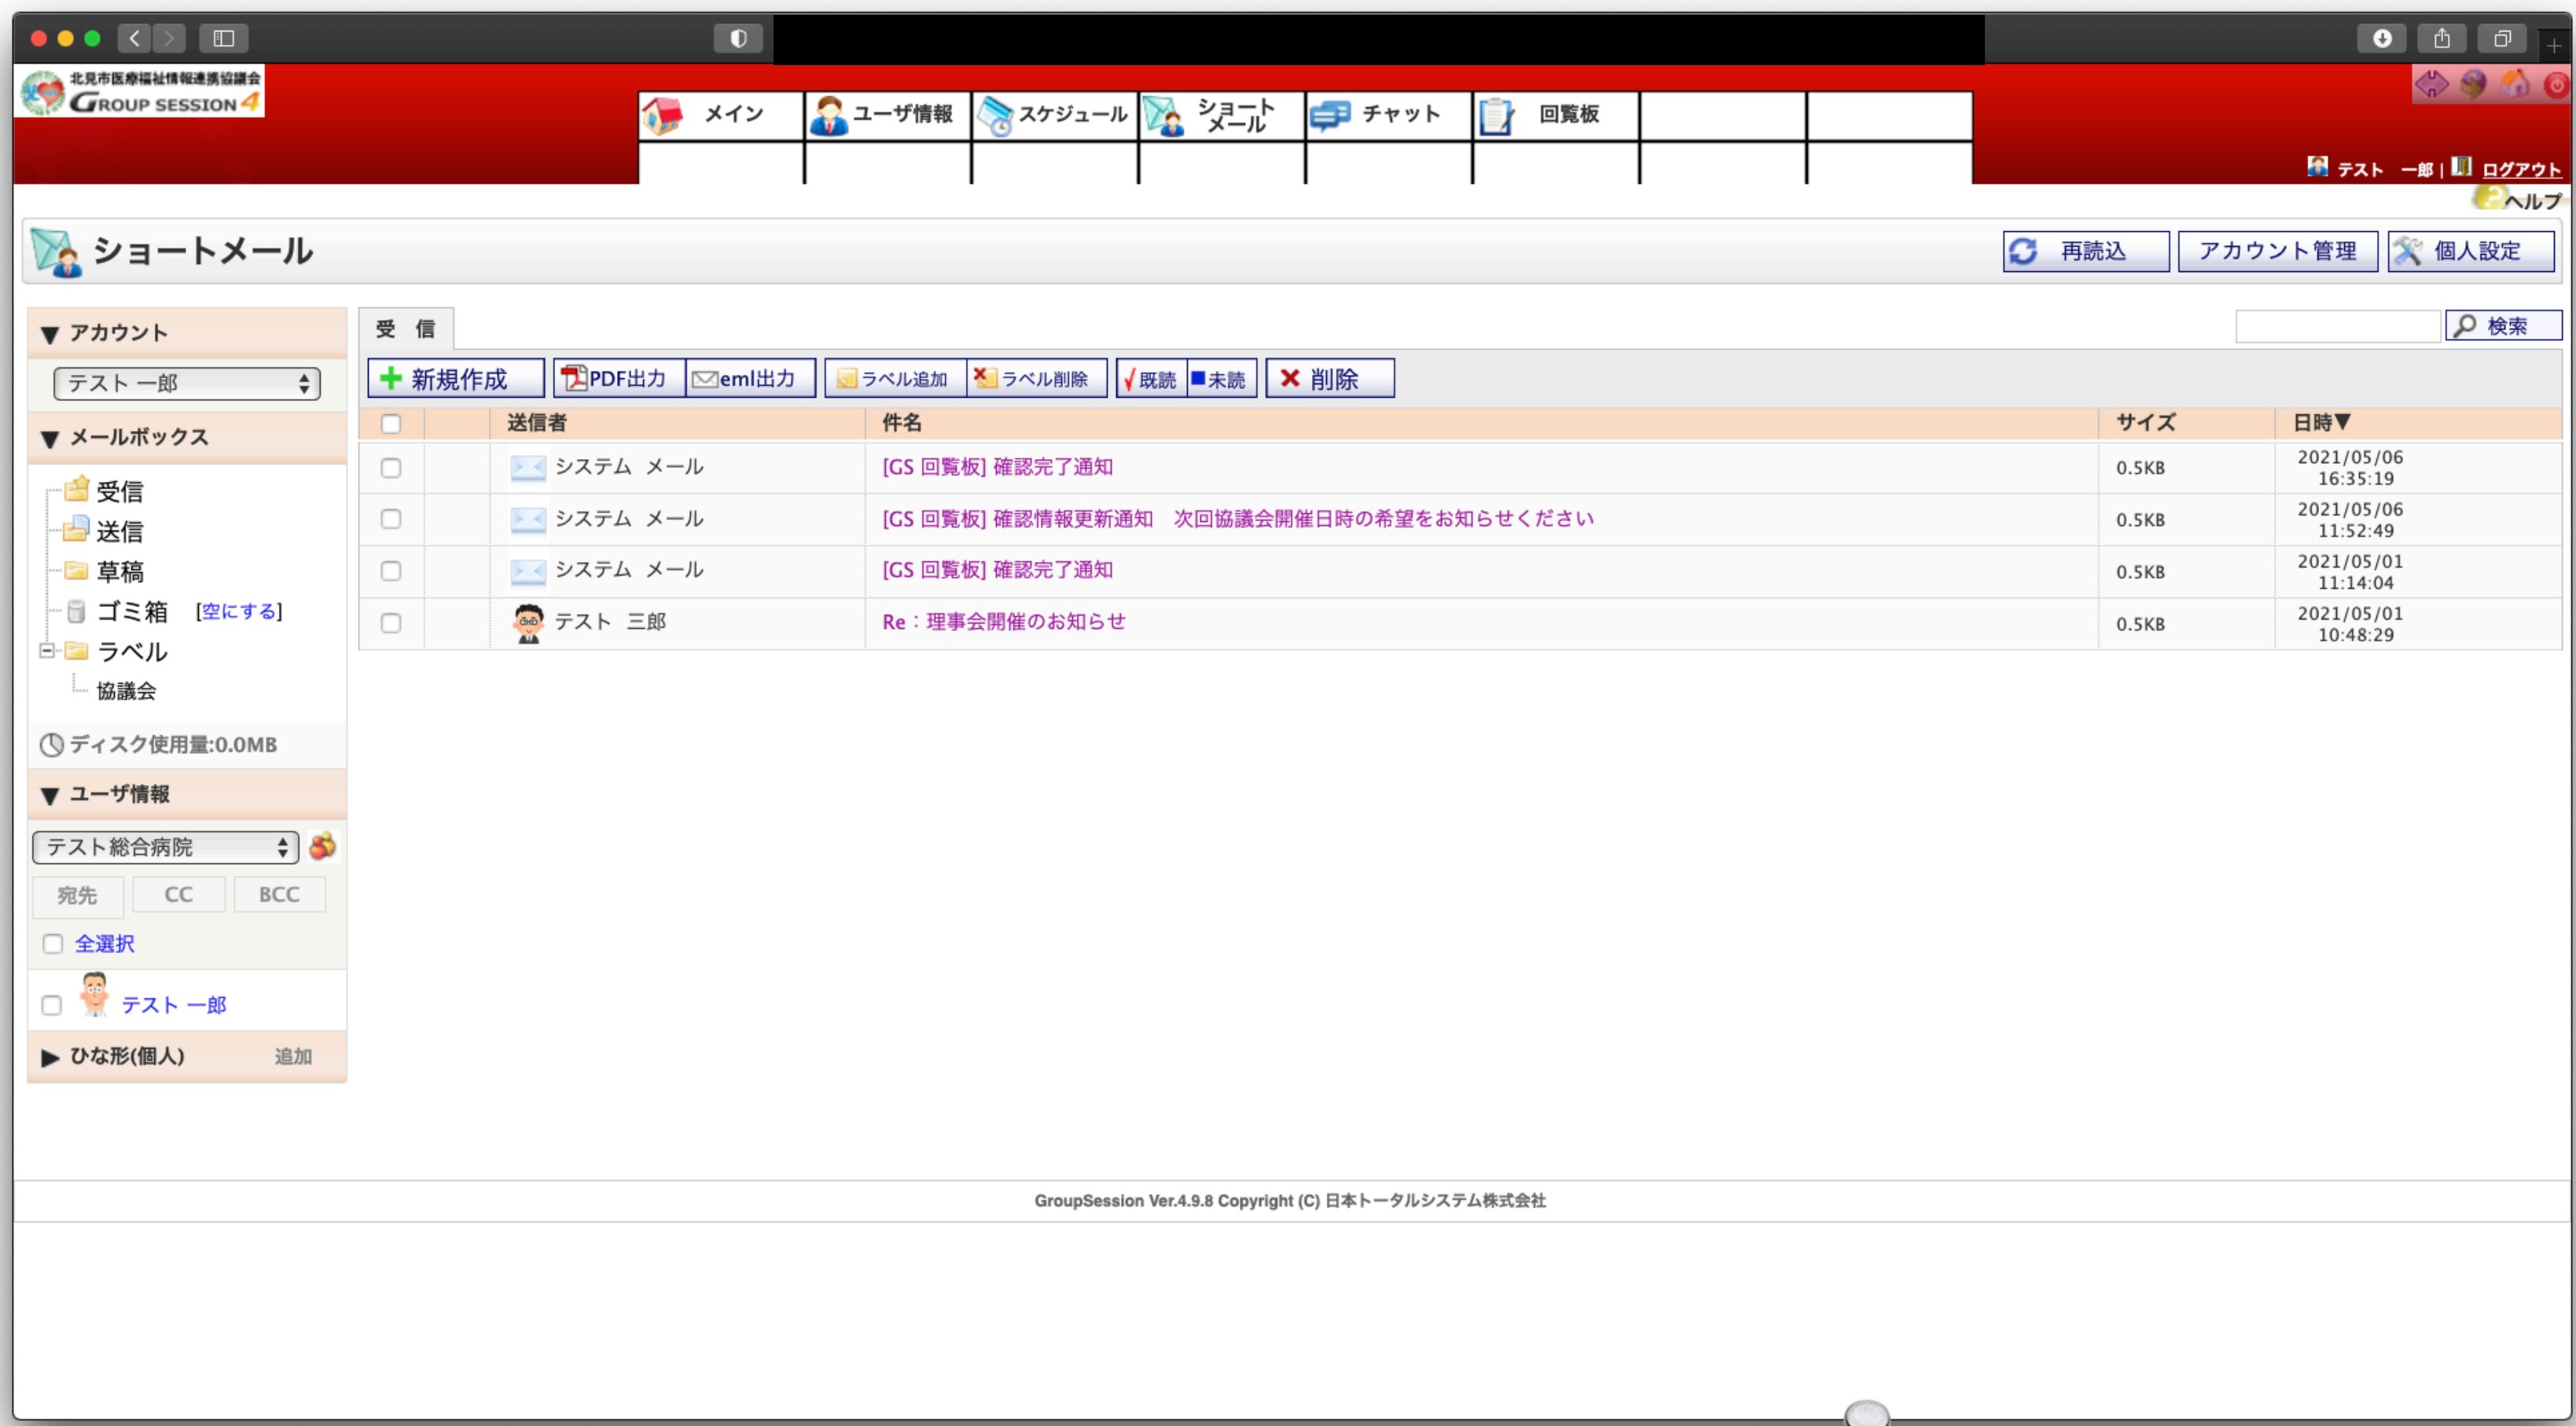 北見市医療福祉情報連携協議会
GROUP SESSION 4
メイン
ユーザ情報
スケジュール
ショート
メール
チャット
回覧板
テスト 一郎 | ログアウト
ヘルプ
ショートメール
再読込
アカウント管理
個人設定
▼ アカウント
テスト 一郎
▼ メールボックス
受信
送信
草稿
ゴミ箱 [空にする]
ラベル
協議会
ディスク使用量:0.0MB
▼ ユーザ情報
テスト総合病院
宛先 CC BCC
全選択
テスト 一郎
▶ ひな形(個人) 追加
受 信
検索
新規作成 PDF出力 eml出力 ラベル追加 ラベル削除 既読 未読 削除
送信者 件名 サイズ 日時▼
システム メール [GS 回覧板] 確認完了通知 0.5KB 2021/05/06
16:35:19
システム メール [GS 回覧板] 確認情報更新通知 次回協議会開催日時の希望をお知らせください 0.5KB 2021/05/06
11:52:49
システム メール [GS 回覧板] 確認完了通知 0.5KB 2021/05/01
11:14:04
テスト 三郎 Re：理事会開催のお知らせ 0.5KB 2021/05/01
10:48:29
GroupSession Ver.4.9.8 Copyright (C) 日本トータルシステム株式会社